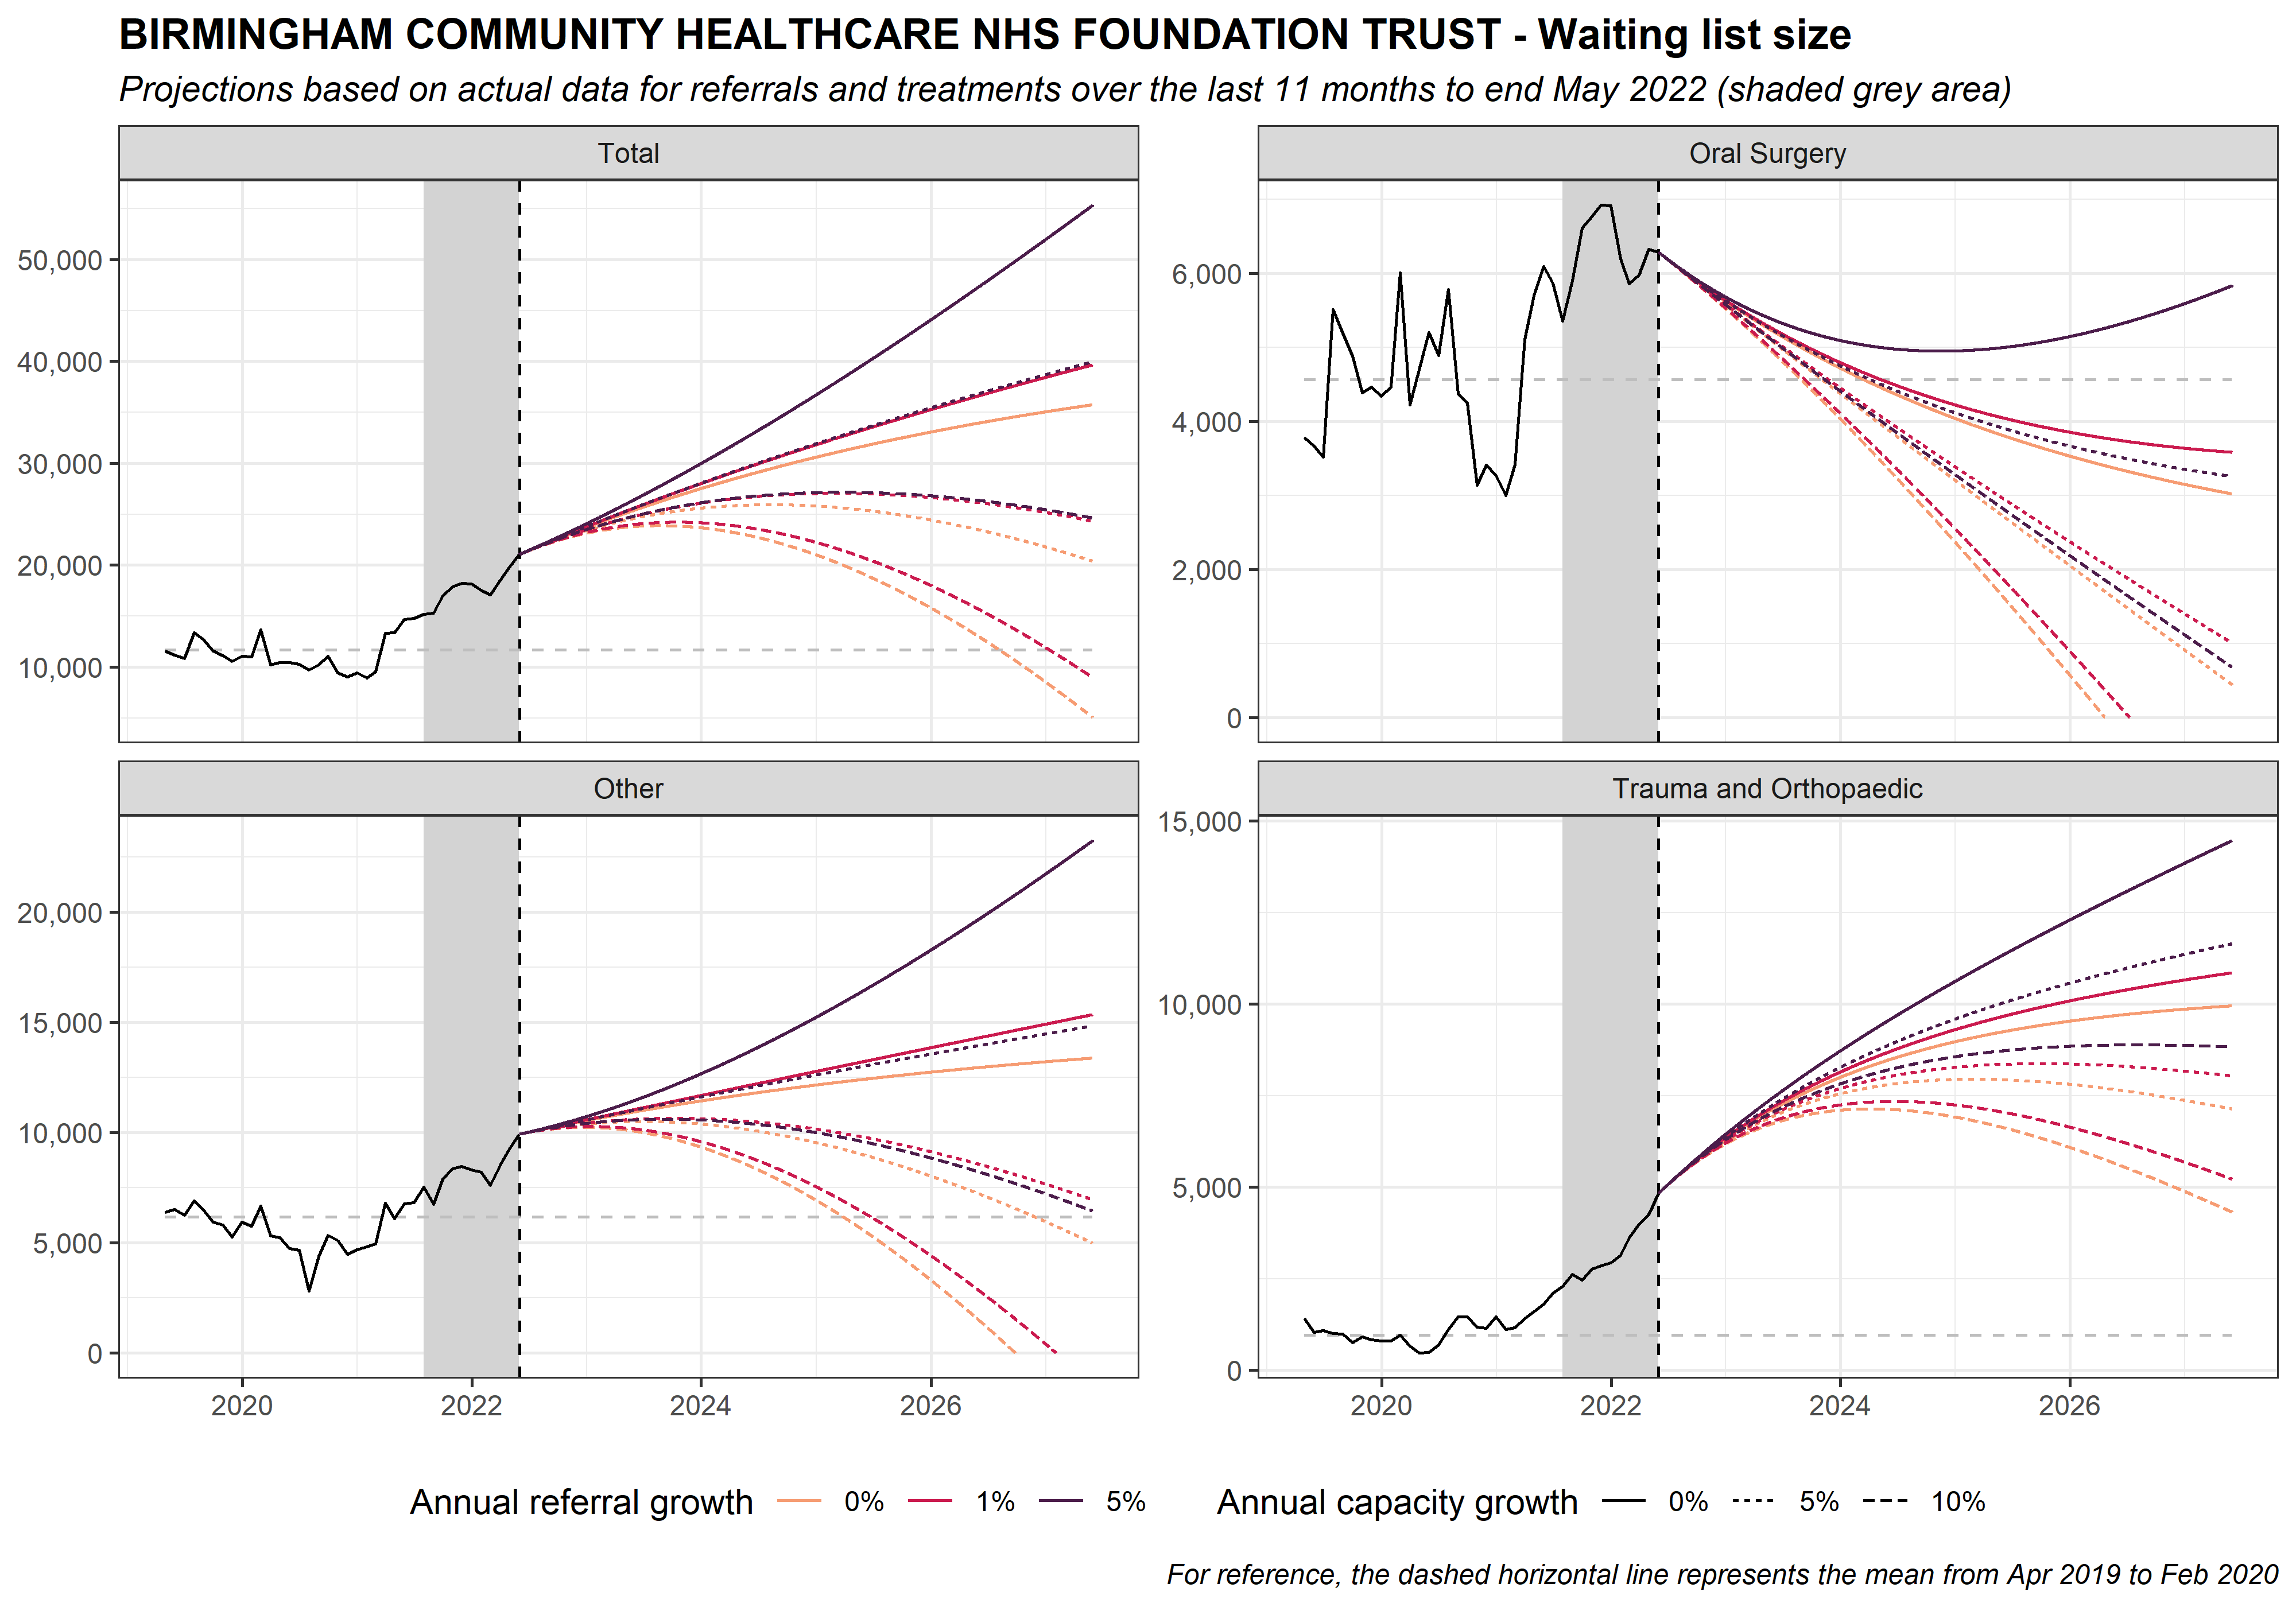 BIRMINGHAM COMMUNITY HEALTHCARE NHS FOUNDATION TRUST - Waiting list size
Projections based on actual data for referrals and treatments over the last 11 months to end May 2022 (shaded grey area)
Total
50,000
40,000
30,000
20,000
10,000
Oral Surgery
6,000
4,000
2,000
0
Other
20,000
15,000
10,000
5,000
0
2020 2022 2024 2026
Trauma and Orthopaedic
15,000
10,000
5,000
0
2020 2022 2024 2026
Annual referral growth 0% 1% 5%
Annual capacity growth 0% 5% 10%
For reference, the dashed horizontal line represents the mean from Apr 2019 to Feb 2020